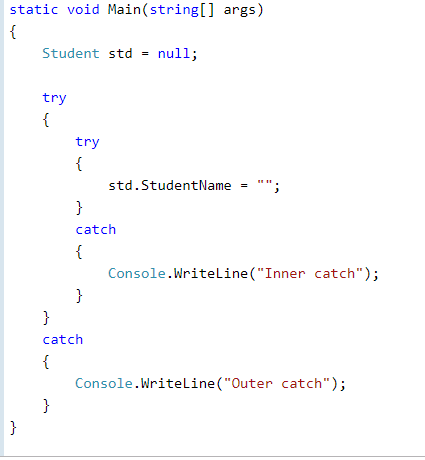 static void Main(string[] args)
{
    Student std = null;

    try
    {
        try
        {
            std.StudentName = "";
        }
        catch
        {
            Console.WriteLine("Inner catch");
        }
    }
    catch
    {
        Console.WriteLine("Outer catch");
    }
}